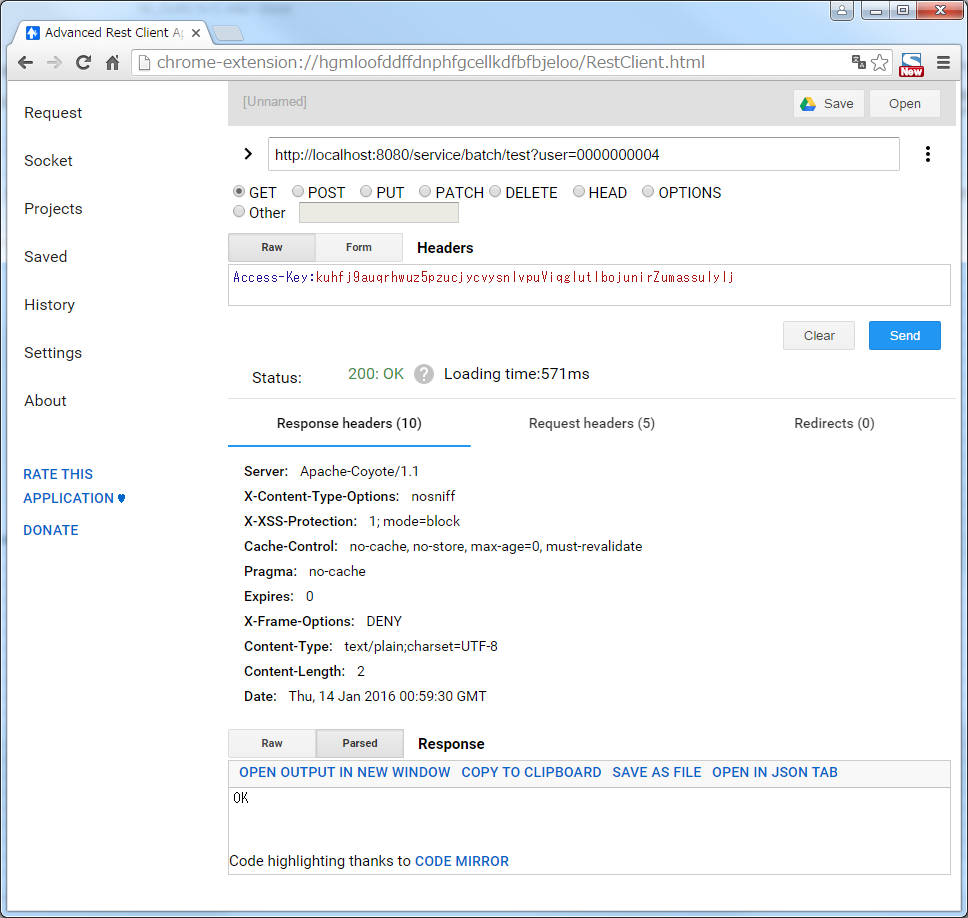 Advanced Rest Client Ap
chrome-extension://hgmloofddffdnphfgcellkdfbfbjeloo/RestClient.html
New
Request
Socket
Projects
Saved
History
Settings
About
RATE THIS
APPLICATION
DONATE
[Unnamed]
Save Open
http://localhost:8080/service/batch/test?user=0000000004
GET POST PUT PATCH DELETE HEAD OPTIONS
Other
Raw Form Headers
Access-Key:
Clear Send
Status: 200: OK ? Loading time:571ms
Response headers (10) Request headers (5) Redirects (0)
Server: Apache-Coyote/1.1
X-Content-Type-Options: nosniff
X-XSS-Protection: 1; mode=block
Cache-Control: no-cache, no-store, max-age=0, must-revalidate
Pragma: no-cache
Expires: 0
X-Frame-Options: DENY
Content-Type: text/plain;charset=UTF-8
Content-Length: 2
Date: Thu, 14 Jan 2016 00:59:30 GMT
Raw Parsed Response
OPEN OUTPUT IN NEW WINDOW COPY TO CLIPBOARD SAVE AS FILE OPEN IN JSON TAB
OK
Code highlighting thanks to CODE MIRROR